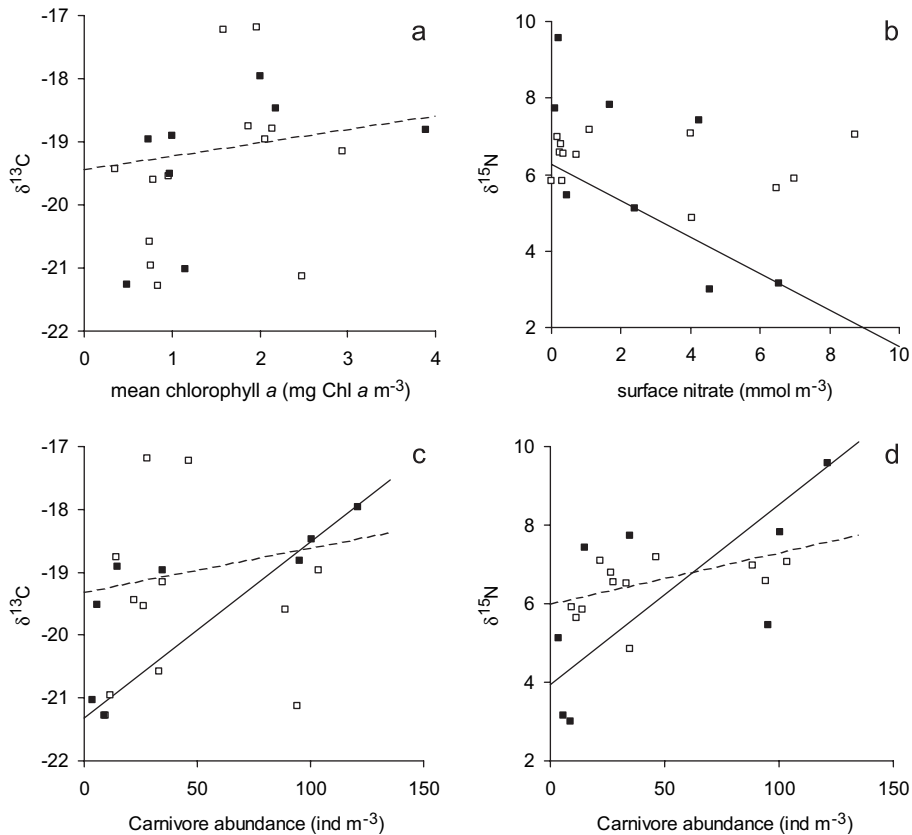 a
-17
-18
-19
-20
-21
-22
δ¹³C
0 1 2 3 4
mean chlorophyll a (mg Chl a m⁻³)
b
10
8
6
4
2
δ¹⁵N
0 2 4 6 8 10
surface nitrate (mmol m⁻³)
c
-17
-18
-19
-20
-21
-22
δ¹³C
0 50 100 150
Carnivore abundance (ind m⁻³)
d
10
8
6
4
2
δ¹⁵N
0 50 100 150
Carnivore abundance (ind m⁻³)